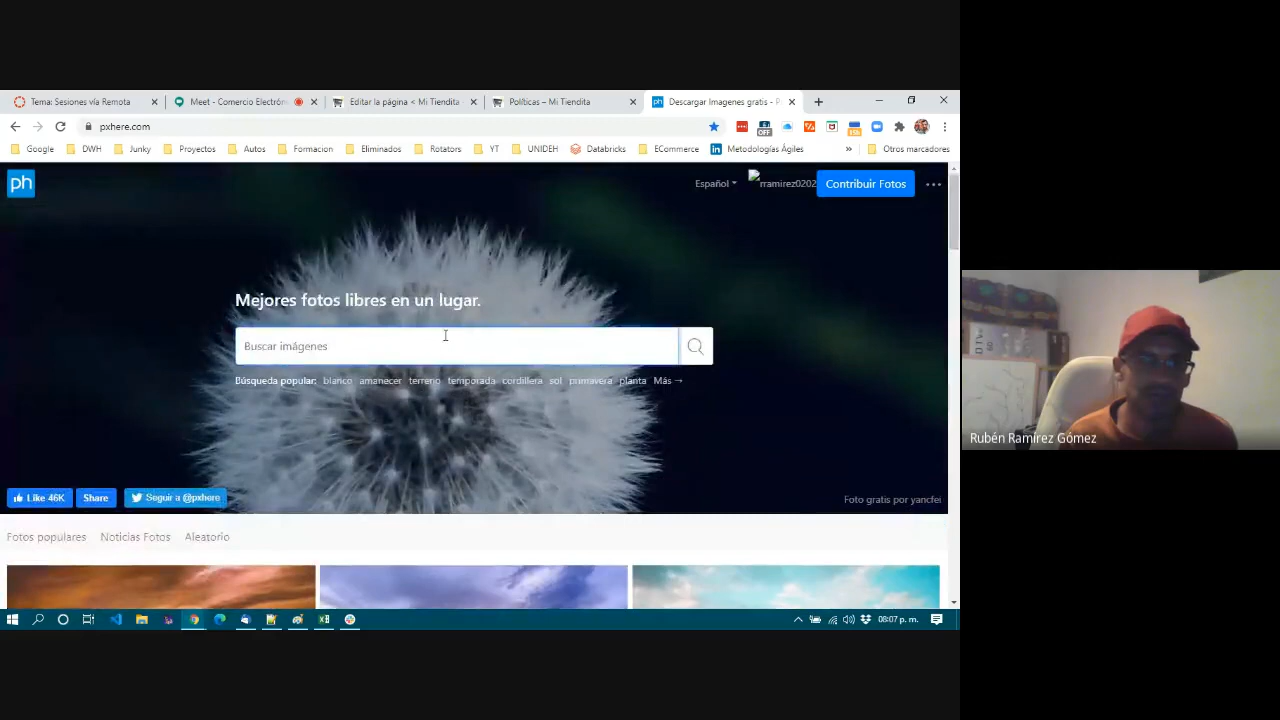 Tema: Sesiones vía Remota
Meet - Comercio Electrón
Editar la página < Mi Tiendita
Políticas – Mi Tiendita
Descargar Imagenes gratis - P
pxhere.com
OFF
Google
DWH
Junky
Proyectos
Autos
Formacion
Eliminados
Rotators
YT
UNIDEH
Databricks
ECommerce
Metodologías Ágiles
»
Otros marcadores
ph
Español
rramirez0202
Contribuir Fotos
Mejores fotos libres en un lugar.
Buscar imágenes
Búsqueda popular: blanco amanecer terreno temporada cordillera sol primavera planta Más →
Like 46K
Share
Seguir a @pxhere
Foto gratis por yancfei
Fotos populares
Noticias Fotos
Aleatorio
08:07 p. m.
Rubén Ramírez Gómez